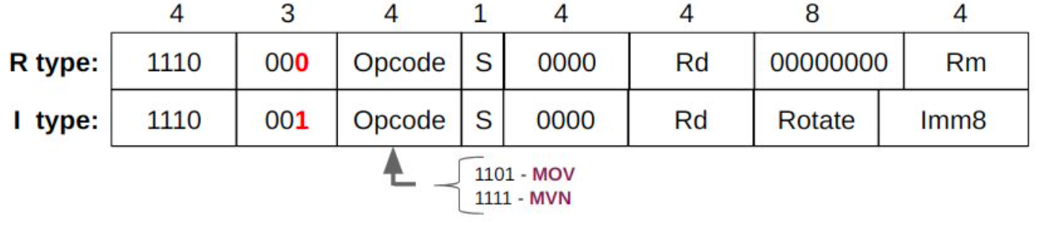 4 3 4 1 4 4 8 4
R type: 1110 000 Opcode S 0000 Rd 00000000 Rm
I type: 1110 001 Opcode S 0000 Rd Rotate Imm8
1101 - MOV
1111 - MVN